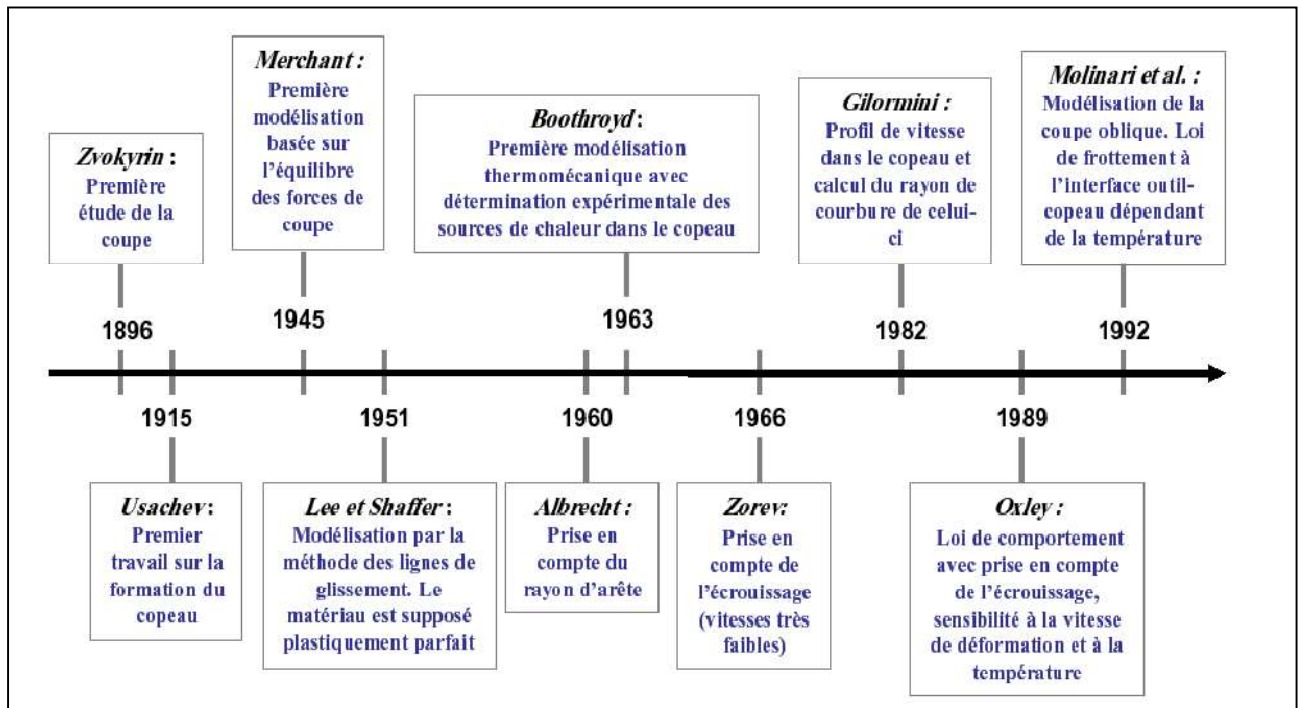 Zvokyrin :
Première
étude de la
coupe
1896
Usachev :
Premier
travail sur la
formation du
copeau
1915
Merchant :
Première
modélisation
basée sur
l'équilibre
des forces de
coupe
1945
Lee et Shaffer :
Modélisation par la
méthode des lignes de
glissement. Le
matériau est supposé
plastiquement parfait
1951
Albrecht :
Prise en
compte du
rayon d'arête
1960
Boothroyd :
Première modélisation
thermomécanique avec
détermination expérimentale des
sources de chaleur dans le copeau
1963
Zorev:
Prise en
compte de
l'écrouissage
(vitesses très
faibles)
1966
Gilormini :
Profil de vitesse
dans le copeau et
calcul du rayon de
courbure de celui-
ci
1982
Oxley :
Loi de comportement
avec prise en compte
de l'écrouissage,
sensibilité à la vitesse
de déformation et à la
température
1989
Molinari et al. :
Modélisation de la
coupe oblique. Loi
de frottement à
l'interface outil-
copeau dépendant
de la température
1992